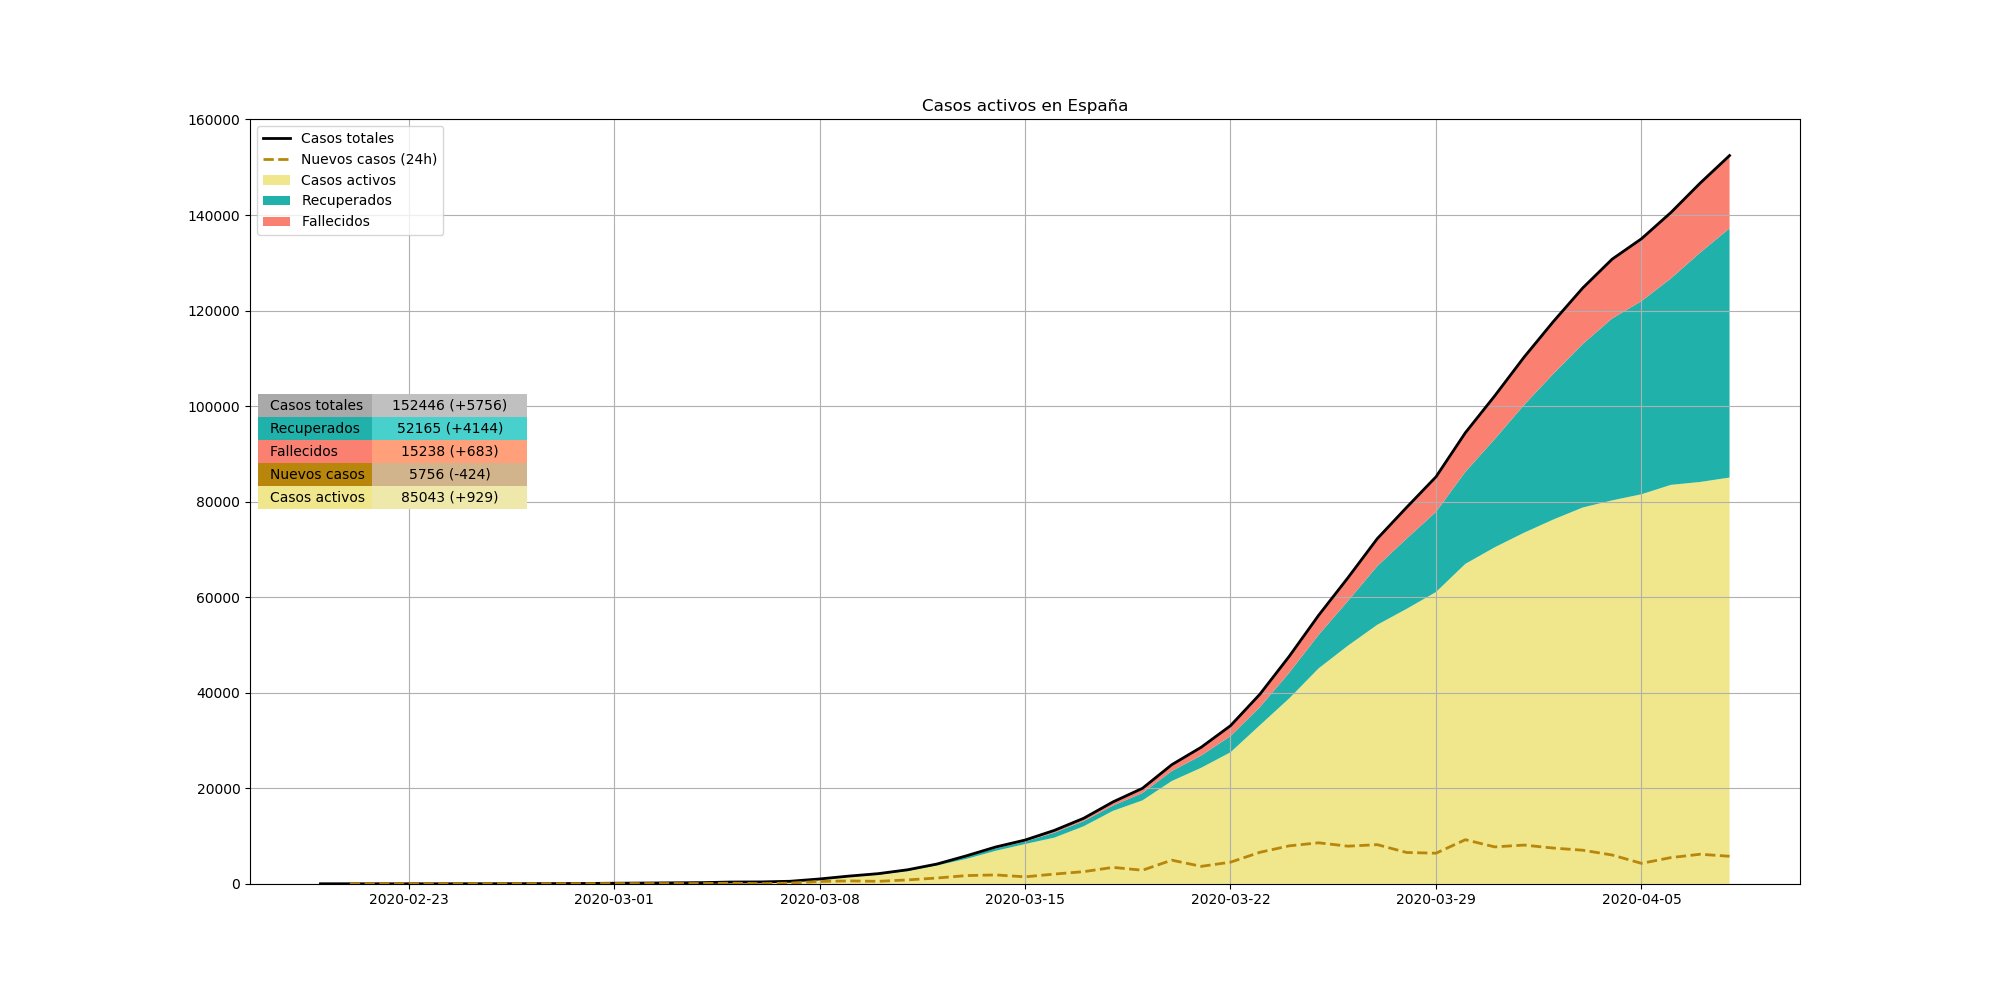 Casos activos en España
160000
140000
120000
100000
80000
60000
40000
20000
0
Casos totales
Nuevos casos (24h)
Casos activos
Recuperados
Fallecidos
Casos totales 152446 (+5756)
Recuperados 52165 (+4144)
Fallecidos 15238 (+683)
Nuevos casos 5756 (-424)
Casos activos 85043 (+929)
2020-02-23 2020-03-01 2020-03-08 2020-03-15 2020-03-22 2020-03-29 2020-04-05